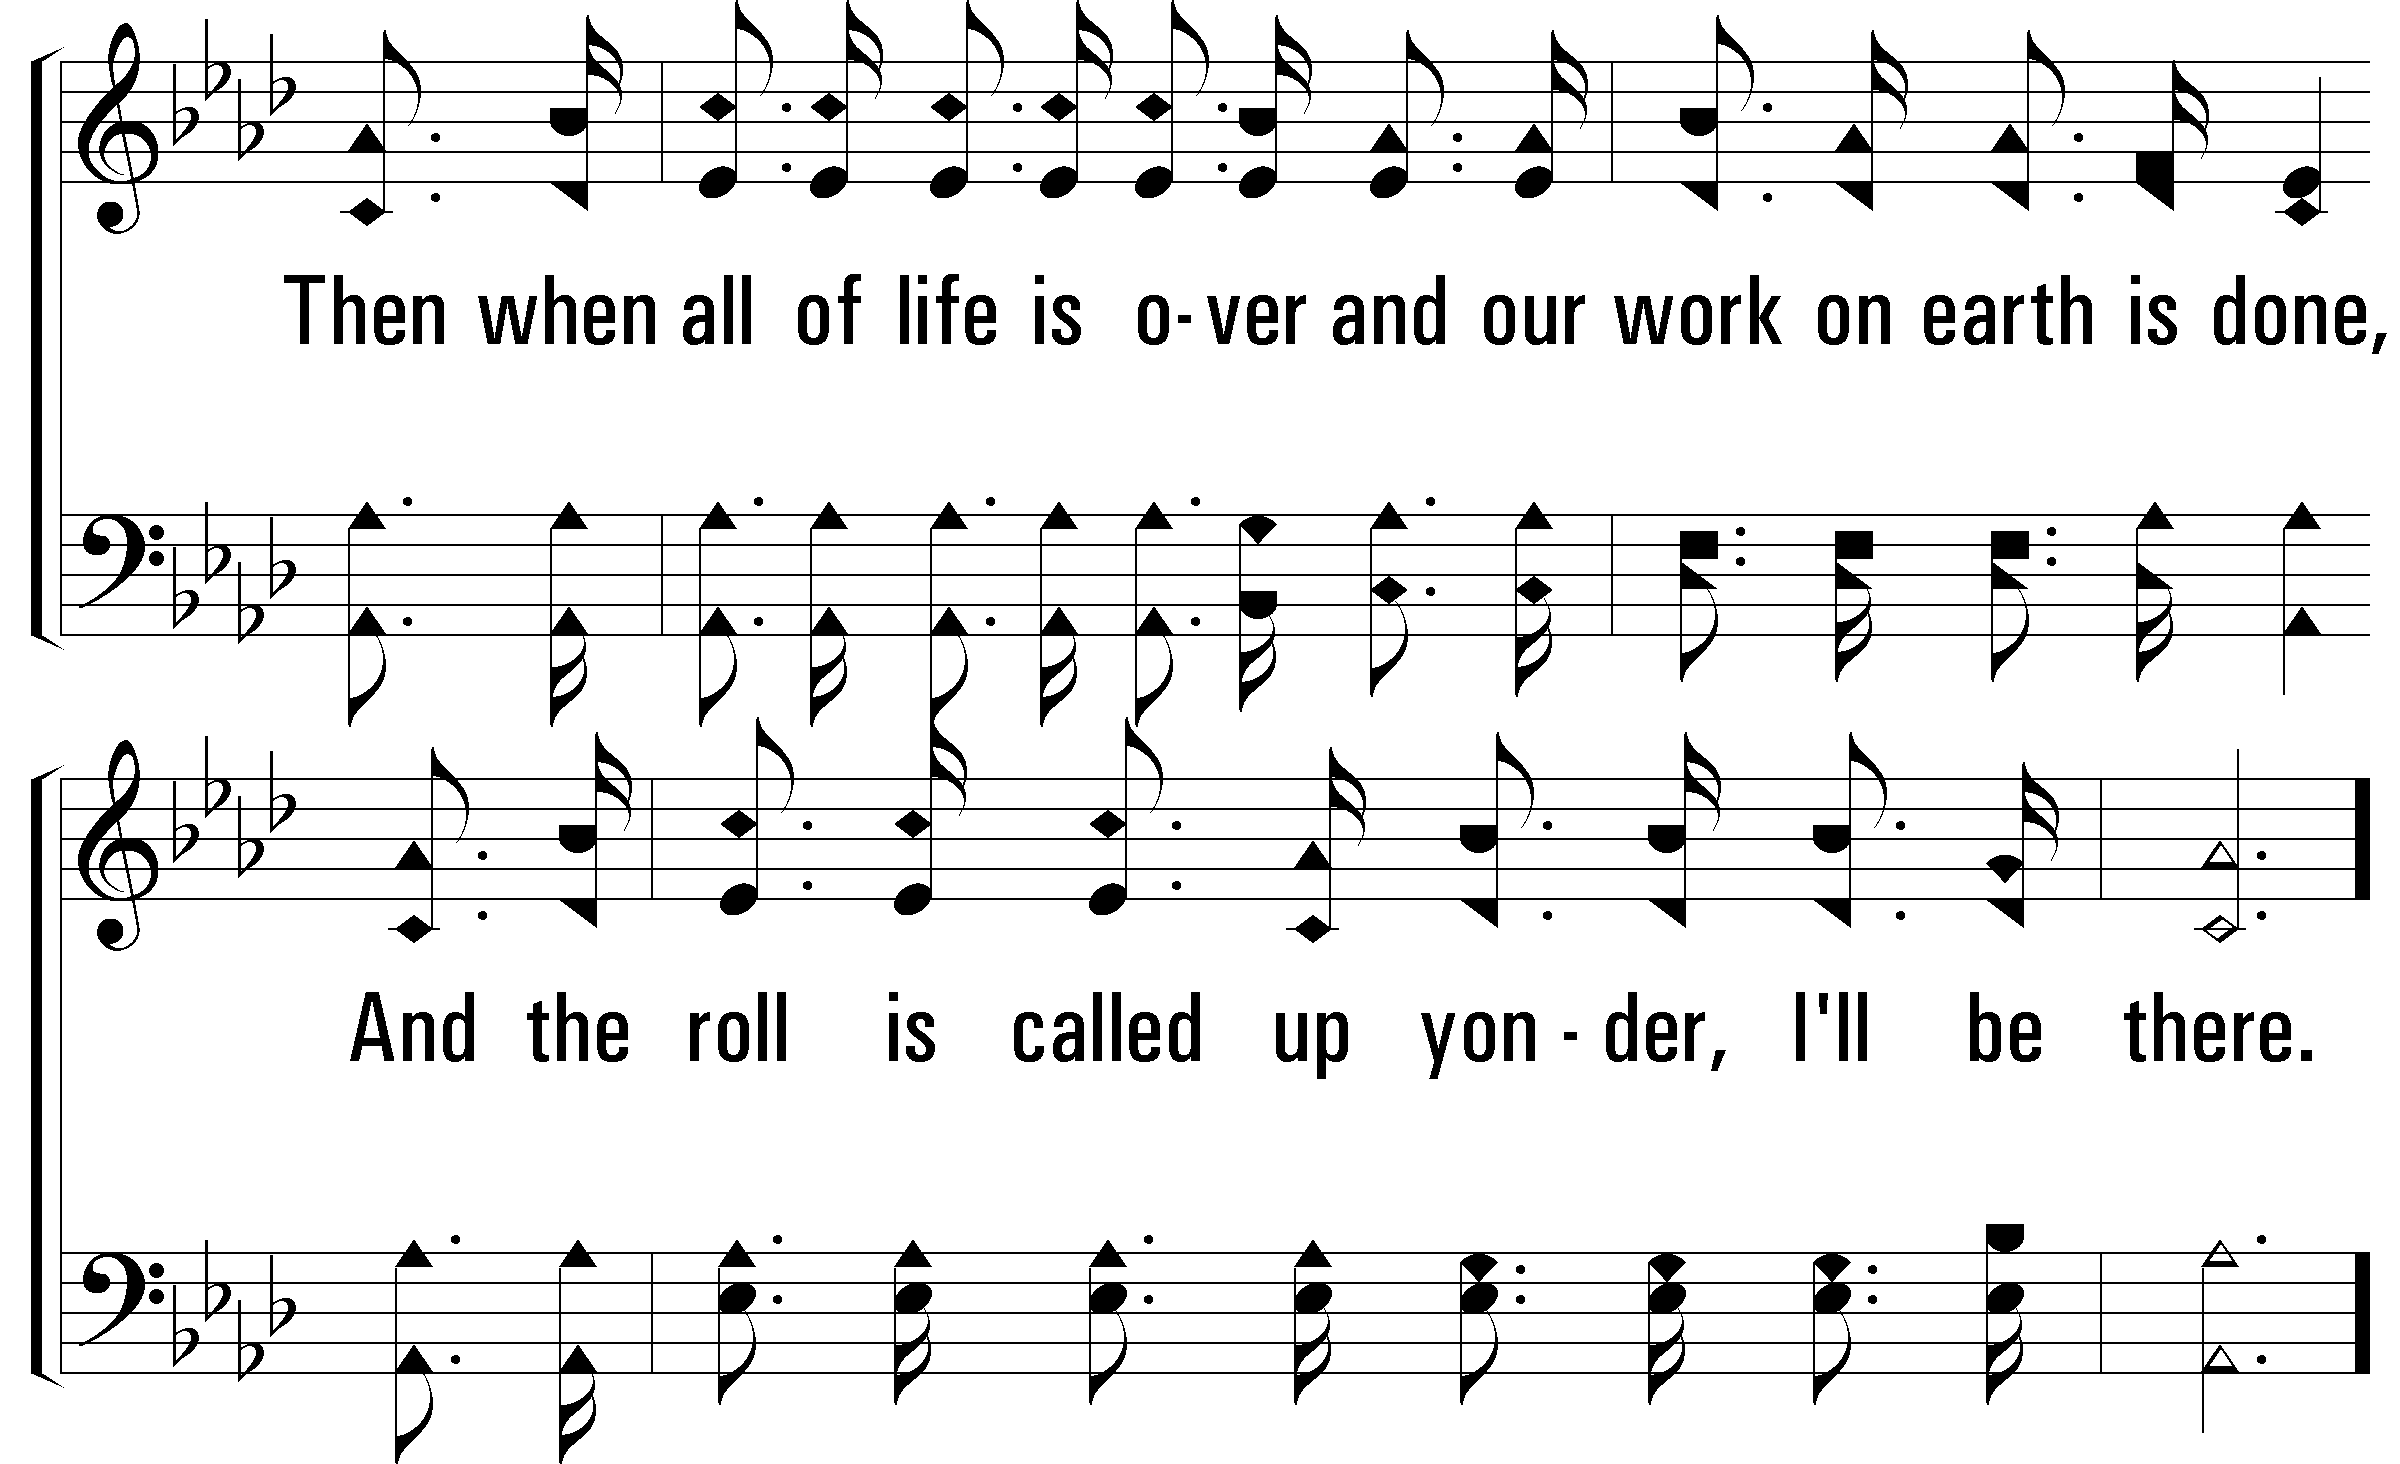 Then when all of life is o-ver and our work on earth is done,
And the roll is called up yon - der, I'll be there.